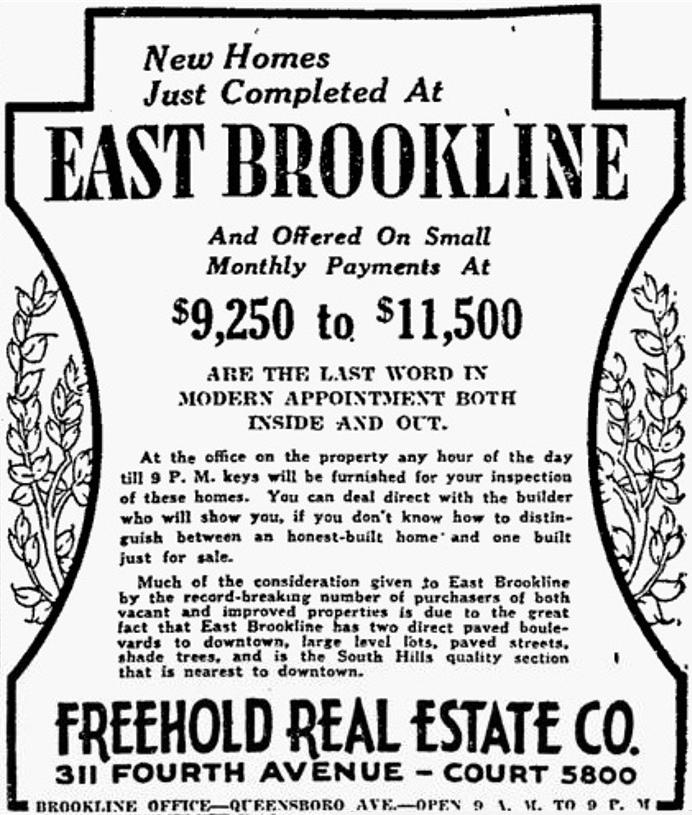 New Homes
Just Completed At
EAST BROOKLINE
And Offered On Small
Monthly Payments At
$9,250 to $11,500
ARE THE LAST WORD IN
MODERN APPOINTMENT BOTH
INSIDE AND OUT.
At the office on the property any hour of the day
till 9 P. M. keys will be furnished for your inspection
of these homes. You can deal direct with the builder
who will show you, if you don't know how to distin-
guish between an honest-built home and one built
just for sale.
Much of the consideration given to East Brookline
by the record-breaking number of purchasers of both
vacant and improved properties is due to the great
fact that East Brookline has two direct paved boule-
vards to downtown, large level lots, paved streets,
shade trees, and is the South Hills quality section
that is nearest to downtown.
FREEHOLD REAL ESTATE CO.
311 FOURTH AVENUE – COURT 5800
BROOKLINE OFFICE—QUEENSBORO AVE.—OPEN 9 A. M. TO 9 P. M